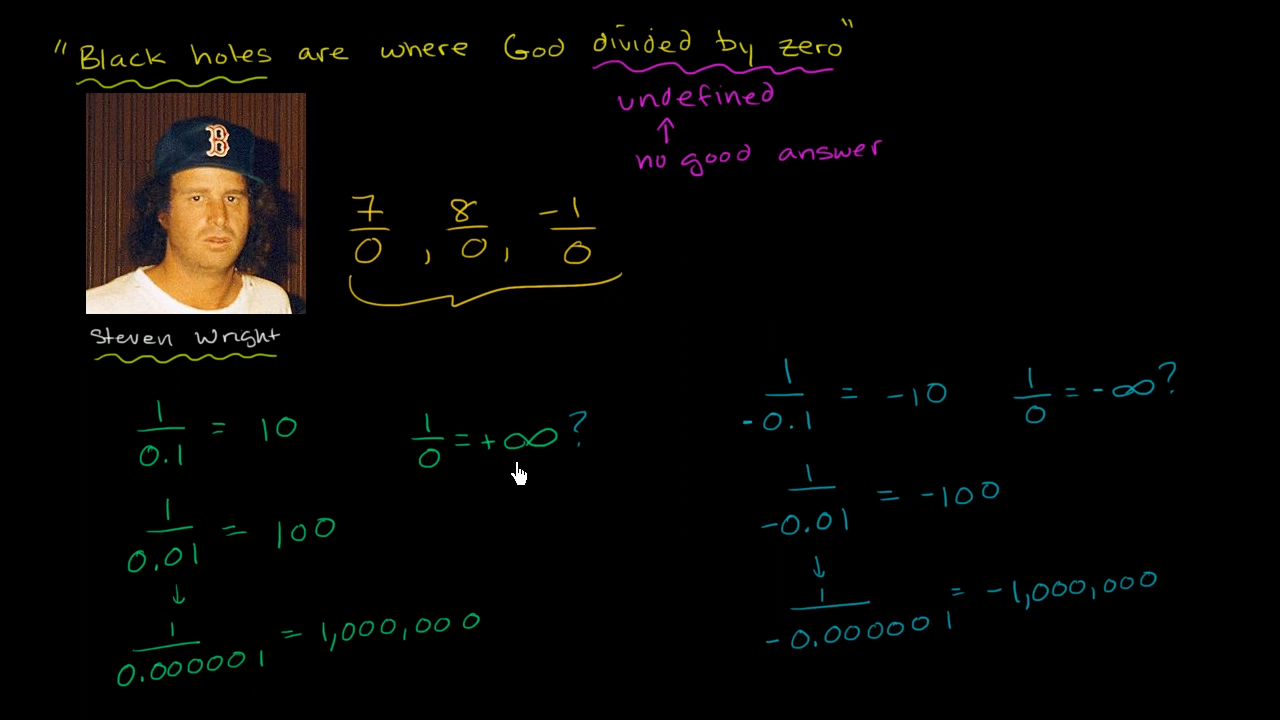 "Black holes are where God divided by zero"
undefined
↑
no good answer
B
7/0 , 8/0 , -1/0
Steven Wright
1/0.1 = 10
1/0 = +∞?
1/0.01 = 100
↓
1/0.000001 = 1,000,000
1/-0.1 = -10
1/0 = -∞?
1/-0.01 = -100
↓
1/-0.000001 = -1,000,000